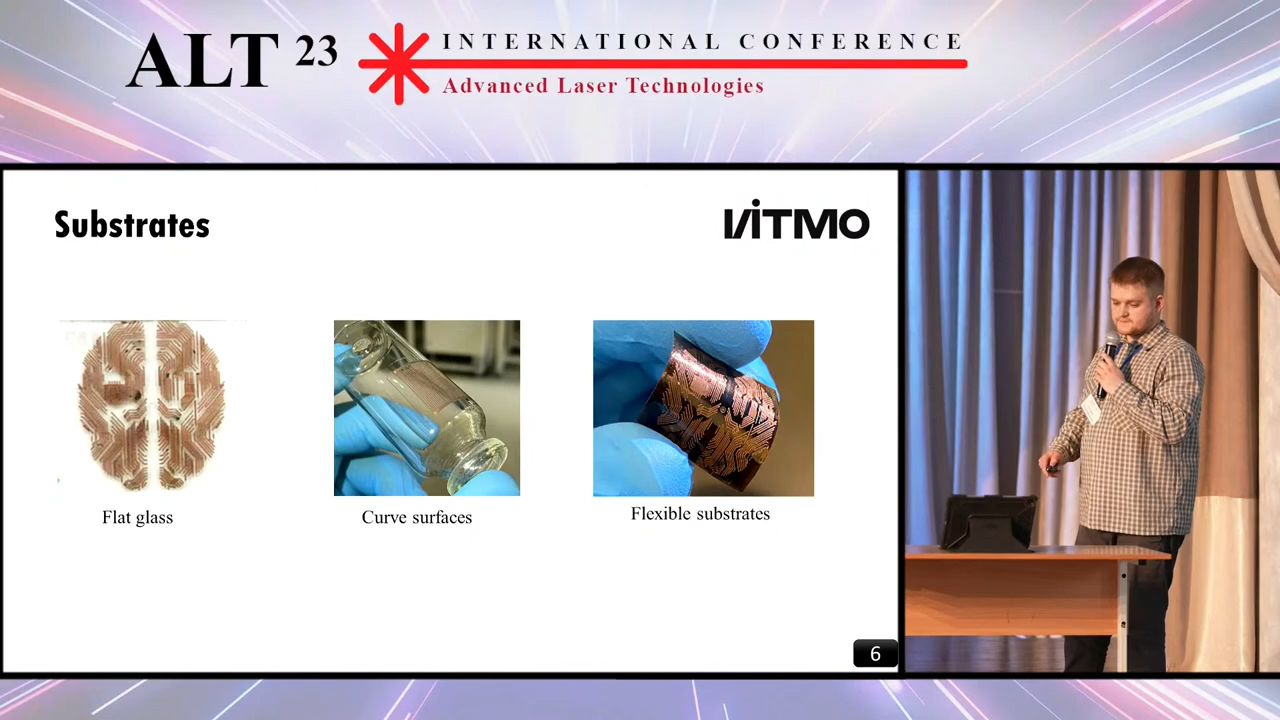 ALT 23
INTERNATIONAL CONFERENCE
Advanced Laser Technologies
Substrates
ITMO
Flat glass
Curve surfaces
Flexible substrates
6